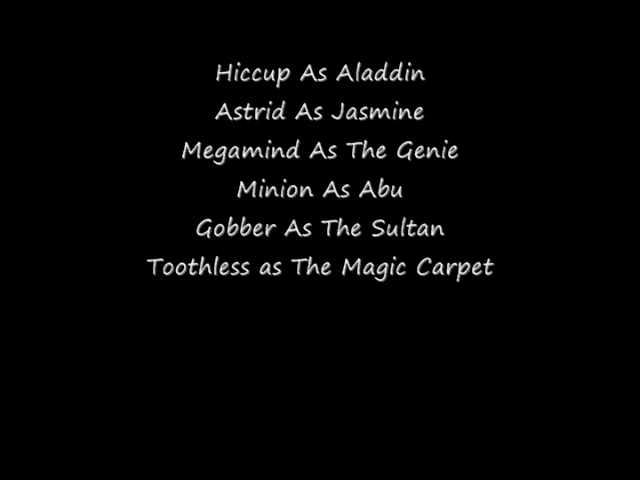 Hiccup As Aladdin
Astrid As Jasmine
Megamind As The Genie
Minion As Abu
Gobber As The Sultan
Toothless as The Magic Carpet